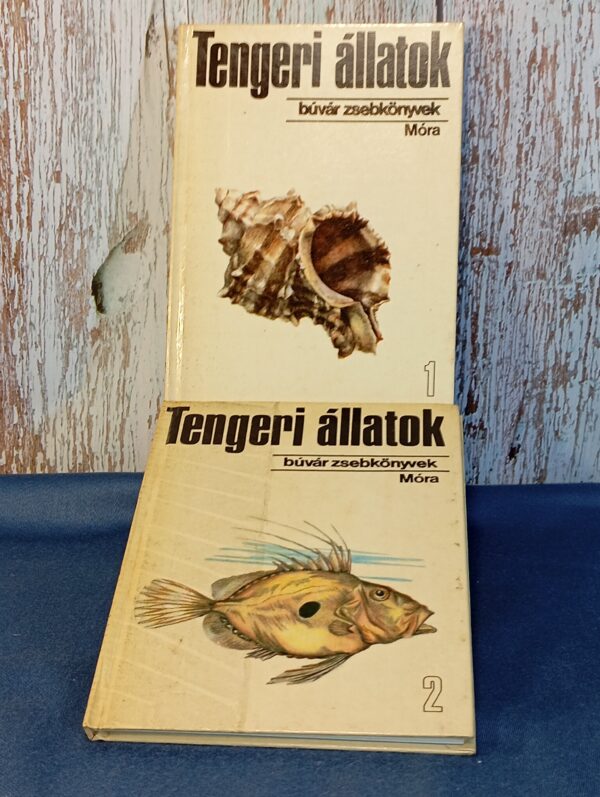 Tengeri állatok
búvár zsebkönyvek
Móra
1
Tengeri állatok
búvár zsebkönyvek
Móra
2